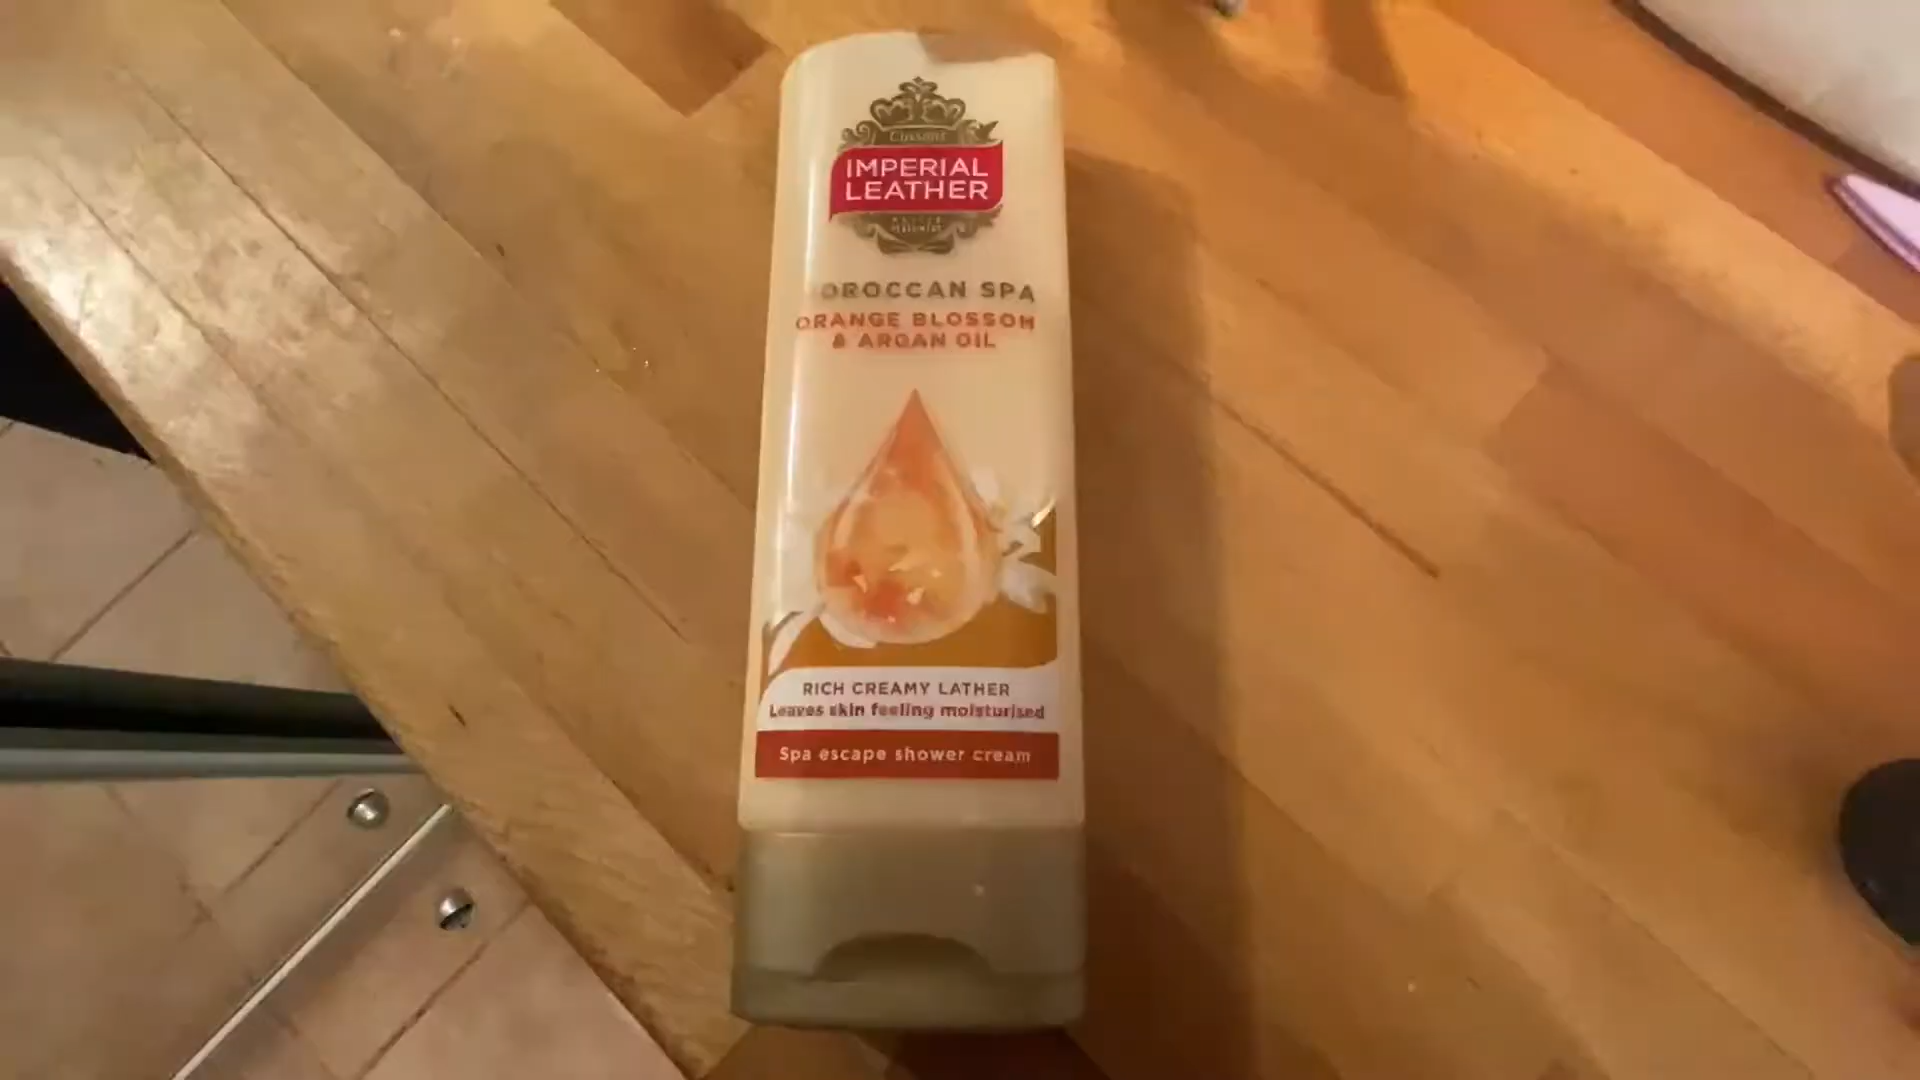 Cussons
IMPERIAL
LEATHER
OROCCAN SPA
ORANGE BLOSSOM
& ARGAN OIL
RICH CREAMY LATHER
Leaves skin feeling moisturised
Spa escape shower cream